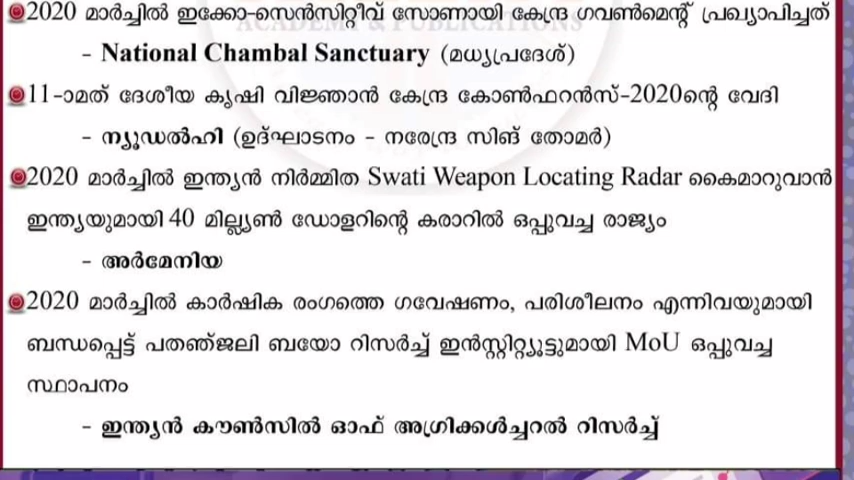 ACADEMY & PUBLICATIONS
2020 മാർച്ചിൽ ഇക്കോ-സെൻസിറ്റീവ് സോണായി കേന്ദ്ര ഗവൺമെന്റ് പ്രഖ്യാപിച്ചത്
- National Chambal Sanctuary (മധ്യപ്രദേശ്)
11-ാമത് ദേശീയ കൃഷി വിജ്ഞാൻ കേന്ദ്ര കോൺഫറൻസ്-2020ന്റെ വേദി
- ന്യൂഡൽഹി (ഉദ്ഘാടനം - നരേന്ദ്ര സിങ് തോമർ)
2020 മാർച്ചിൽ ഇന്ത്യൻ നിർമ്മിത Swati Weapon Locating Radar കൈമാറുവാൻ
ഇന്ത്യയുമായി 40 മില്ല്യൺ ഡോളറിന്റെ കരാറിൽ ഒപ്പുവച്ച രാജ്യം
- അർമേനിയ
2020 മാർച്ചിൽ കാർഷിക രംഗത്തെ ഗവേഷണം, പരിശീലനം എന്നിവയുമായി
ബന്ധപ്പെട്ട് പതഞ്ജലി ബയോ റിസർച്ച് ഇൻസ്റ്റിറ്റ്യൂട്ടുമായി MoU ഒപ്പുവച്ച
സ്ഥാപനം
- ഇന്ത്യൻ കൗൺസിൽ ഓഫ് അഗ്രിക്കൾച്ചറൽ റിസർച്ച്